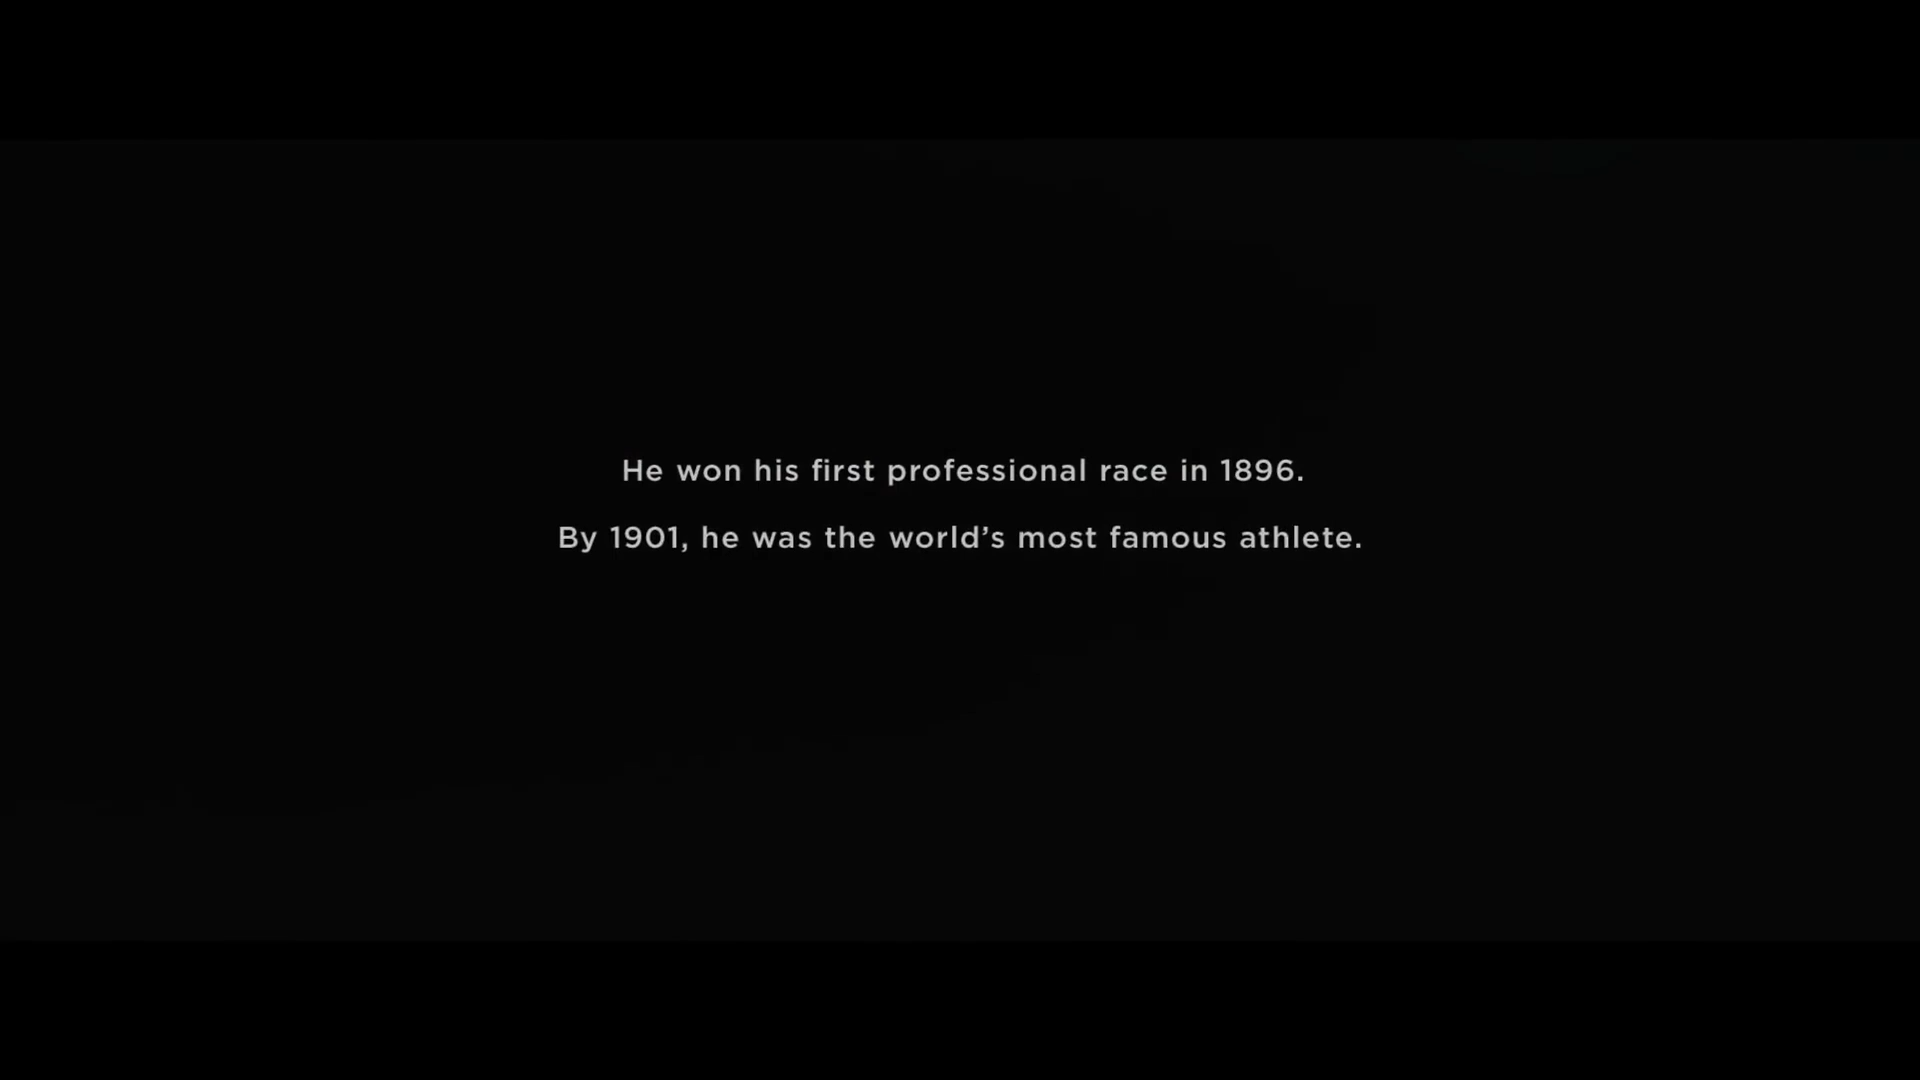 He won his first professional race in 1896.
By 1901, he was the world’s most famous athlete.